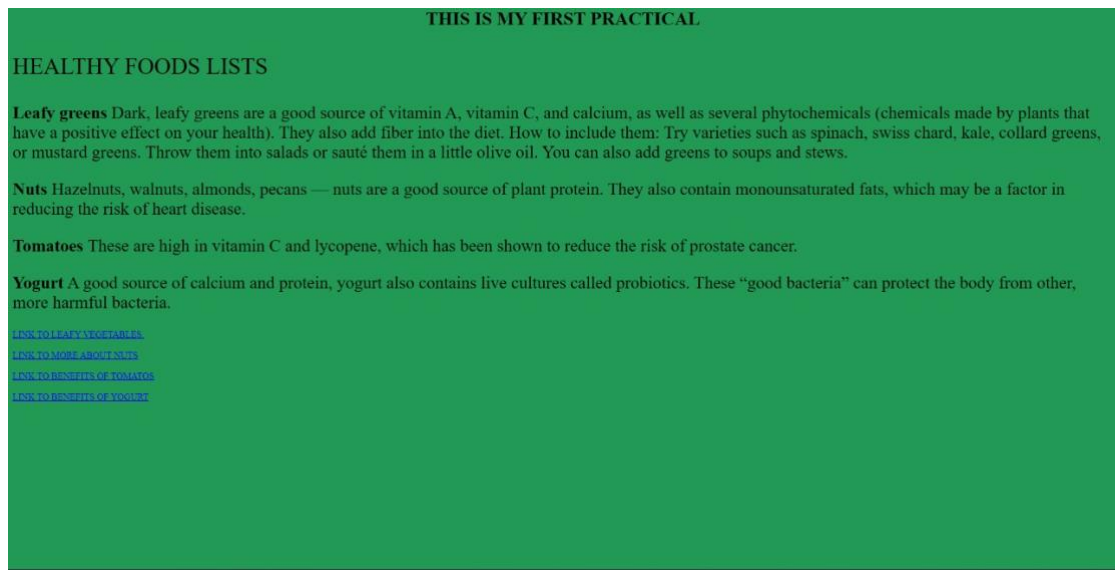 THIS IS MY FIRST PRACTICAL
HEALTHY FOODS LISTS
Leafy greens Dark, leafy greens are a good source of vitamin A, vitamin C, and calcium, as well as several phytochemicals (chemicals made by plants that
have a positive effect on your health). They also add fiber into the diet. How to include them: Try varieties such as spinach, swiss chard, kale, collard greens,
or mustard greens. Throw them into salads or sauté them in a little olive oil. You can also add greens to soups and stews.
Nuts Hazelnuts, walnuts, almonds, pecans — nuts are a good source of plant protein. They also contain monounsaturated fats, which may be a factor in
reducing the risk of heart disease.
Tomatoes These are high in vitamin C and lycopene, which has been shown to reduce the risk of prostate cancer.
Yogurt A good source of calcium and protein, yogurt also contains live cultures called probiotics. These “good bacteria” can protect the body from other,
more harmful bacteria.
LINK TO LEAFY VEGETABLES
LINK TO MORE ABOUT NUTS
LINK TO BENEFITS OF TOMATOS
LINK TO BENEFITS OF YOGURT